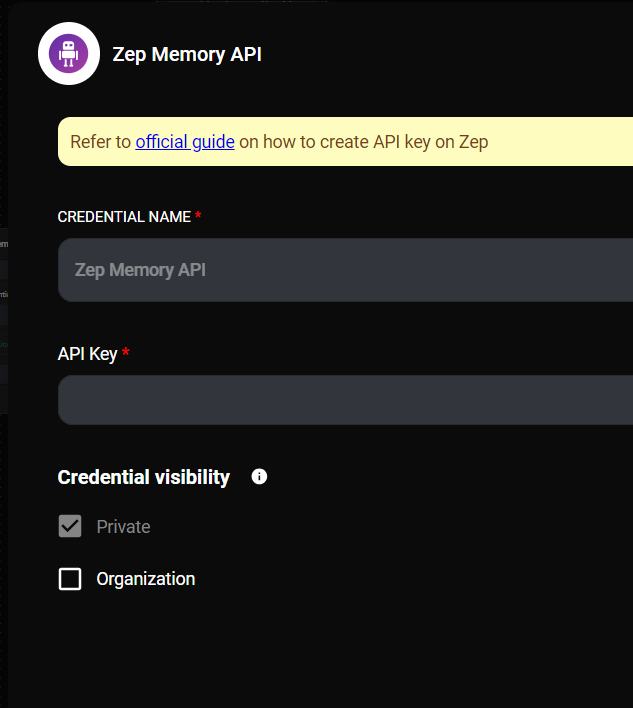 Zep Memory API
Refer to official guide on how to create API key on Zep
CREDENTIAL NAME *
Zep Memory API
API Key *
Credential visibility
Private
Organization